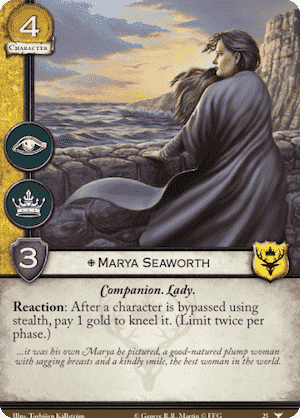 4
CHARACTER
3
MARYA SEAWORTH
Companion. Lady.
Reaction: After a character is bypassed using
stealth, pay 1 gold to kneel it. (Limit twice per
phase.)
...it was his own Marya he pictured, a good-natured plump woman
with sagging breasts and a kindly smile, the best woman in the world.
Illus. Torbjörn Källström © George R.R. Martin © FFG 25